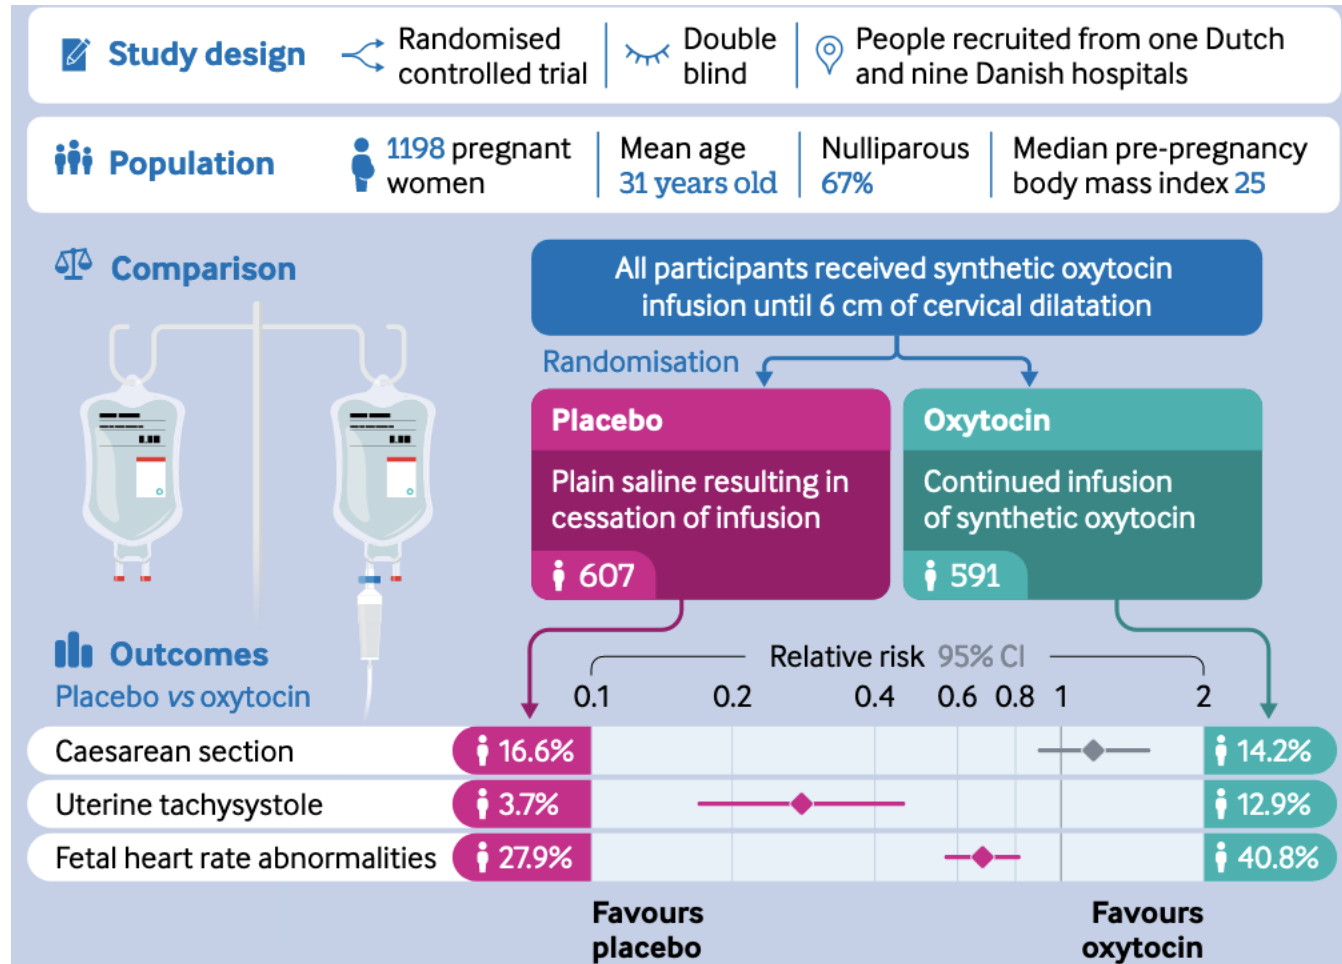 Study design
Randomised
controlled trial
Double
blind
People recruited from one Dutch
and nine Danish hospitals
Population
1198 pregnant
women
Mean age
31 years old
Nulliparous
67%
Median pre-pregnancy
body mass index 25
Comparison
All participants received synthetic oxytocin
infusion until 6 cm of cervical dilatation
Randomisation
Placebo
Plain saline resulting in
cessation of infusion
607
Oxytocin
Continued infusion
of synthetic oxytocin
591
Outcomes
Placebo vs oxytocin
Relative risk 95% CI
0.1 0.2 0.4 0.6 0.8 1 2
Caesarean section 16.6% 14.2%
Uterine tachysystole 3.7% 12.9%
Fetal heart rate abnormalities 27.9% 40.8%
Favours
placebo
Favours
oxytocin